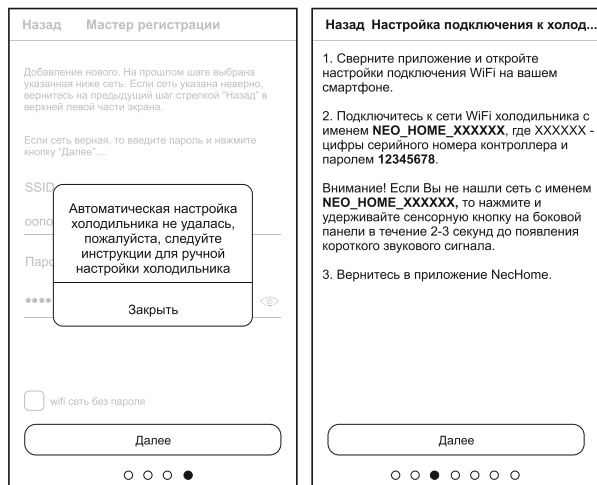 Назад Мастер регистрации
Добавление нового. На прошлом шаге выбрана
указанная ниже сеть. Если сеть указана неверно,
вернитесь на предыдущий шаг стрелкой “Назад” в
верхней левой части экрана.
Если сеть верная, то введите пароль и нажмите
кнопку “Далее”....
SSID
Автоматическая настройка
холодильника не удалась,
пожалуйста, следуйте
инструкции для ручной
настройки холодильника
Закрыть
wifi сеть без пароля
Далее
Назад Настройка подключения к холод...
1. Сверните приложение и откройте
настройки подключения WiFi на вашем
смартфоне.
2. Подключитесь к сети WiFi холодильника с
именем NEO_HOME_XXXXXX, где XXXXXX -
цифры серийного номера контроллера и
паролем 12345678.
Внимание! Если Вы не нашли сеть с именем
NEO_HOME_XXXXXX, то нажмите и
удерживайте сенсорную кнопку на боковой
панели в течение 2-3 секунд до появления
короткого звукового сигнала.
3. Вернитесь в приложение NecHome.
Далее